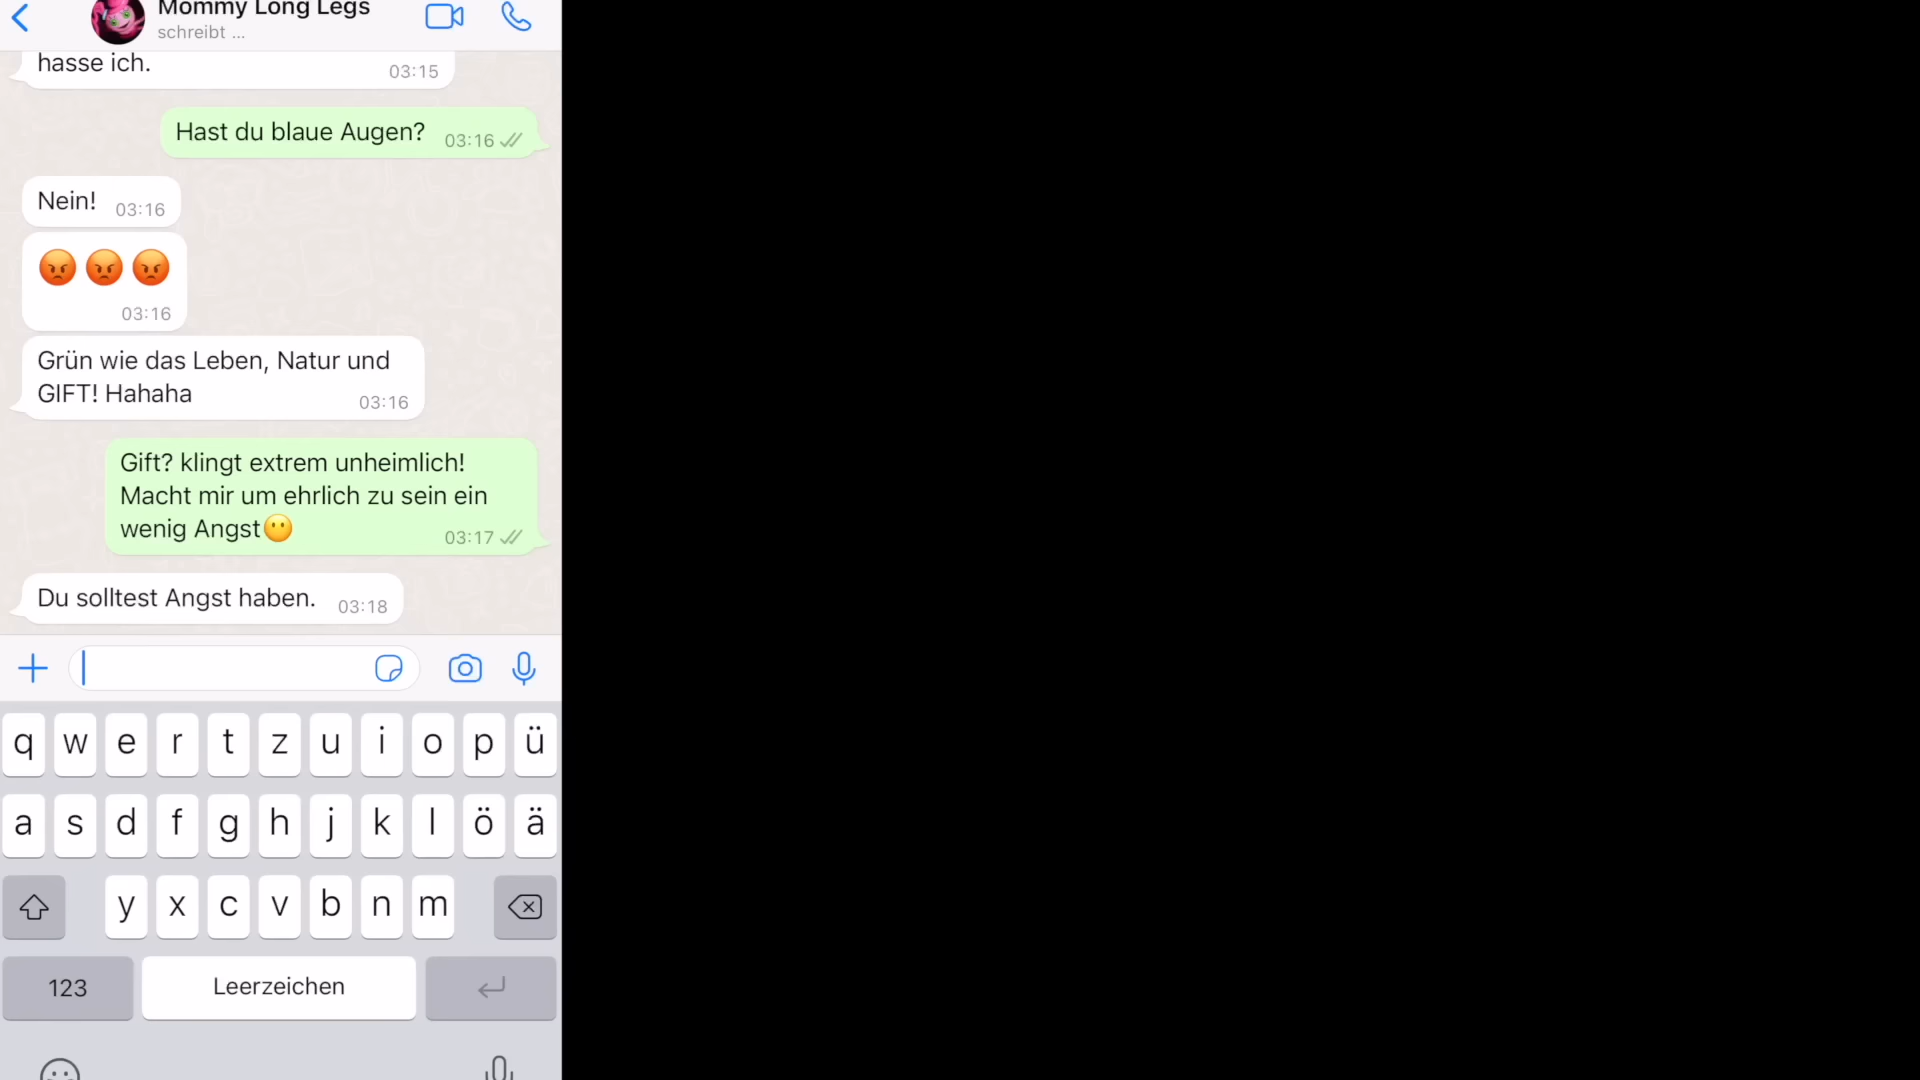 Mommy Long Legs
schreibt ...
hasse ich.
03:15
Hast du blaue Augen?
03:16
Nein!
03:16
😡😡😡
03:16
Grün wie das Leben, Natur und
GIFT! Hahaha
03:16
Gift? klingt extrem unheimlich!
Macht mir um ehrlich zu sein ein
wenig Angst😶
03:17
Du solltest Angst haben.
03:18
q w e r t z u i o p ü
a s d f g h j k l ö ä
y x c v b n m
123 Leerzeichen